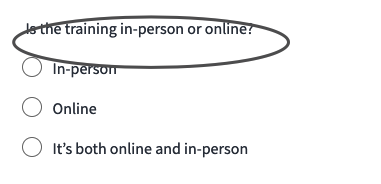 Is the training in-person or online?
In-person
Online
It's both online and in-person